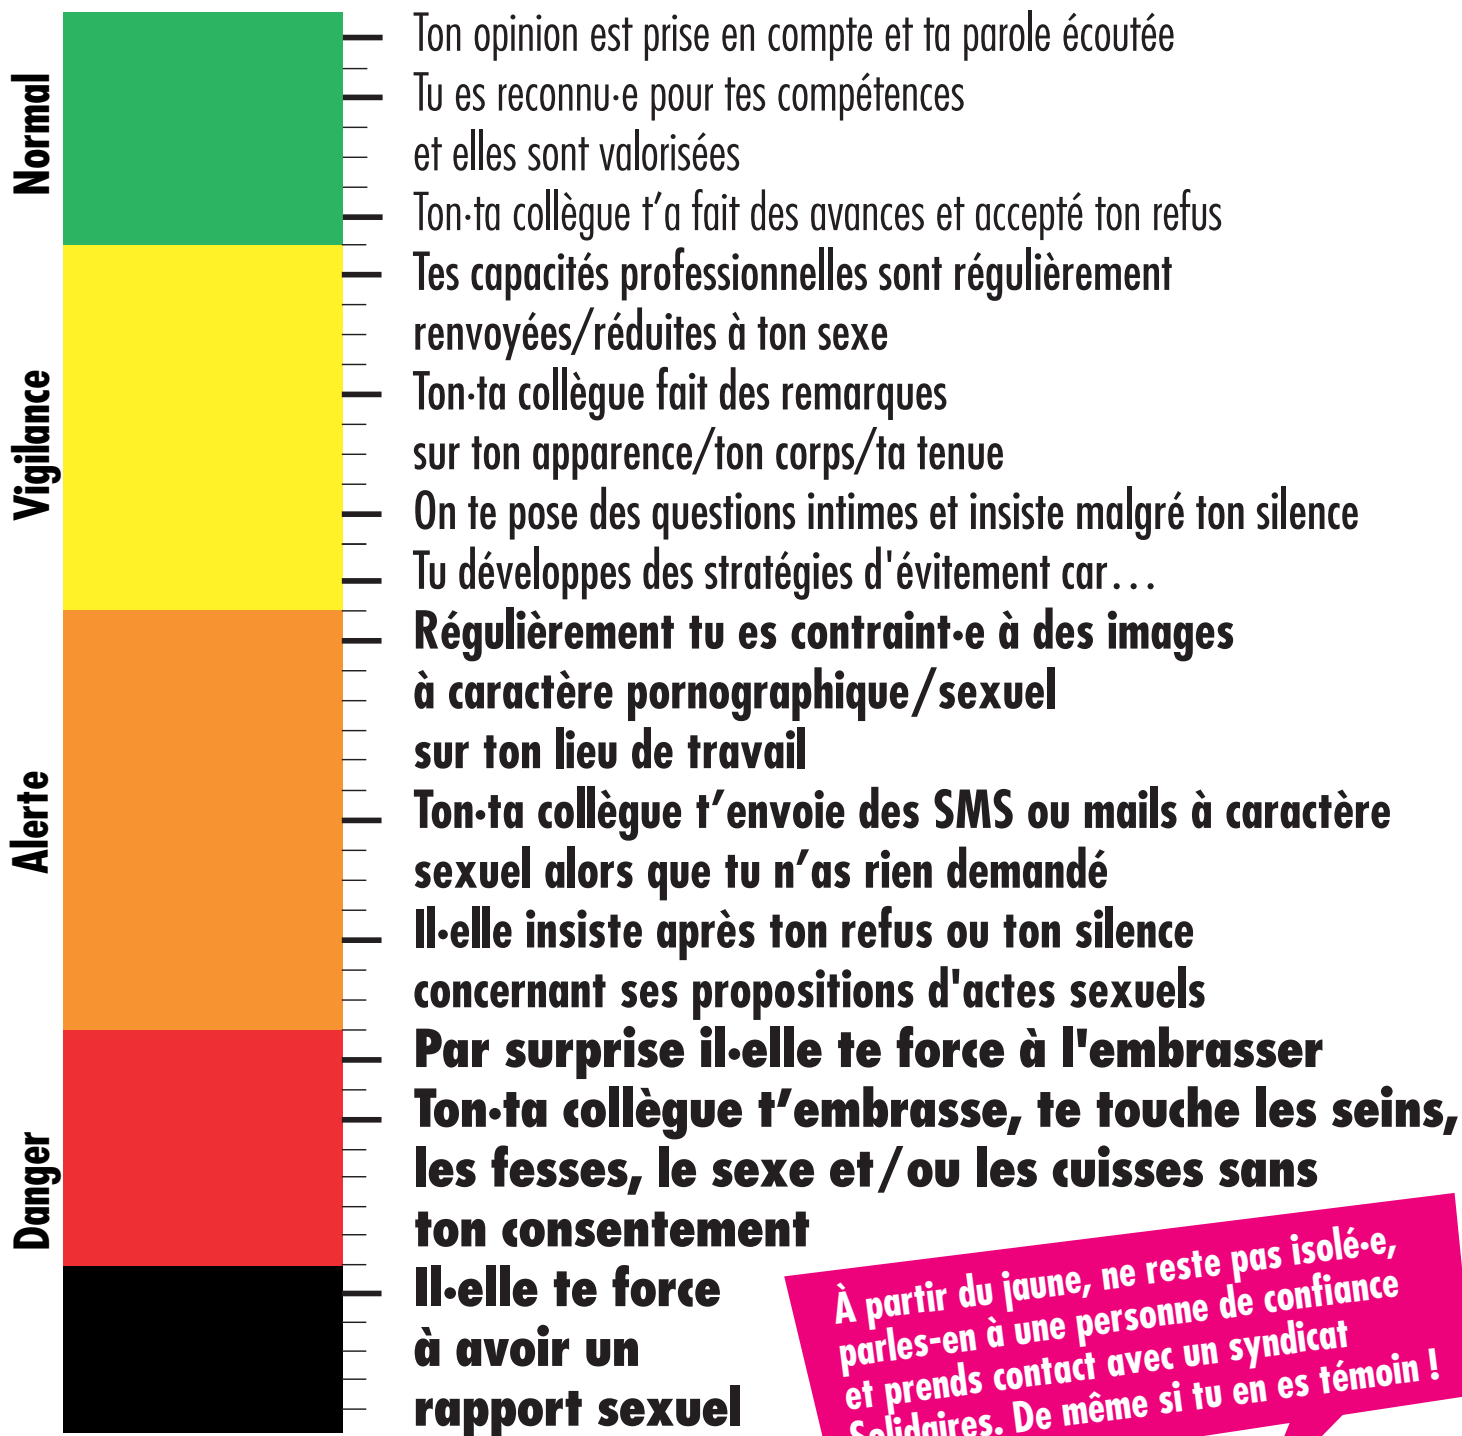 Normal
Ton opinion est prise en compte et ta parole écoutée
Tu es reconnu·e pour tes compétences
et elles sont valorisées
Ton·ta collègue t’a fait des avances et accepté ton refus
Vigilance
Tes capacités professionnelles sont régulièrement
renvoyées/réduites à ton sexe
Ton·ta collègue fait des remarques
sur ton apparence/ton corps/ta tenue
On te pose des questions intimes et insiste malgré ton silence
Tu développes des stratégies d'évitement car...
Alerte
Régulièrement tu es contraint·e à des images
à caractère pornographique/sexuel
sur ton lieu de travail
Ton·ta collègue t’envoie des SMS ou mails à caractère
sexuel alors que tu n’as rien demandé
Il·elle insiste après ton refus ou ton silence
concernant ses propositions d'actes sexuels
Danger
Par surprise il·elle te force à l'embrasser
Ton·ta collègue t’embrasse, te touche les seins,
les fesses, le sexe et/ou les cuisses sans
ton consentement
Il·elle te force
à avoir un
rapport sexuel
À partir du jaune, ne reste pas isolé·e,
parles-en à une personne de confiance
et prends contact avec un syndicat
Solidaires. De même si tu en es témoin !